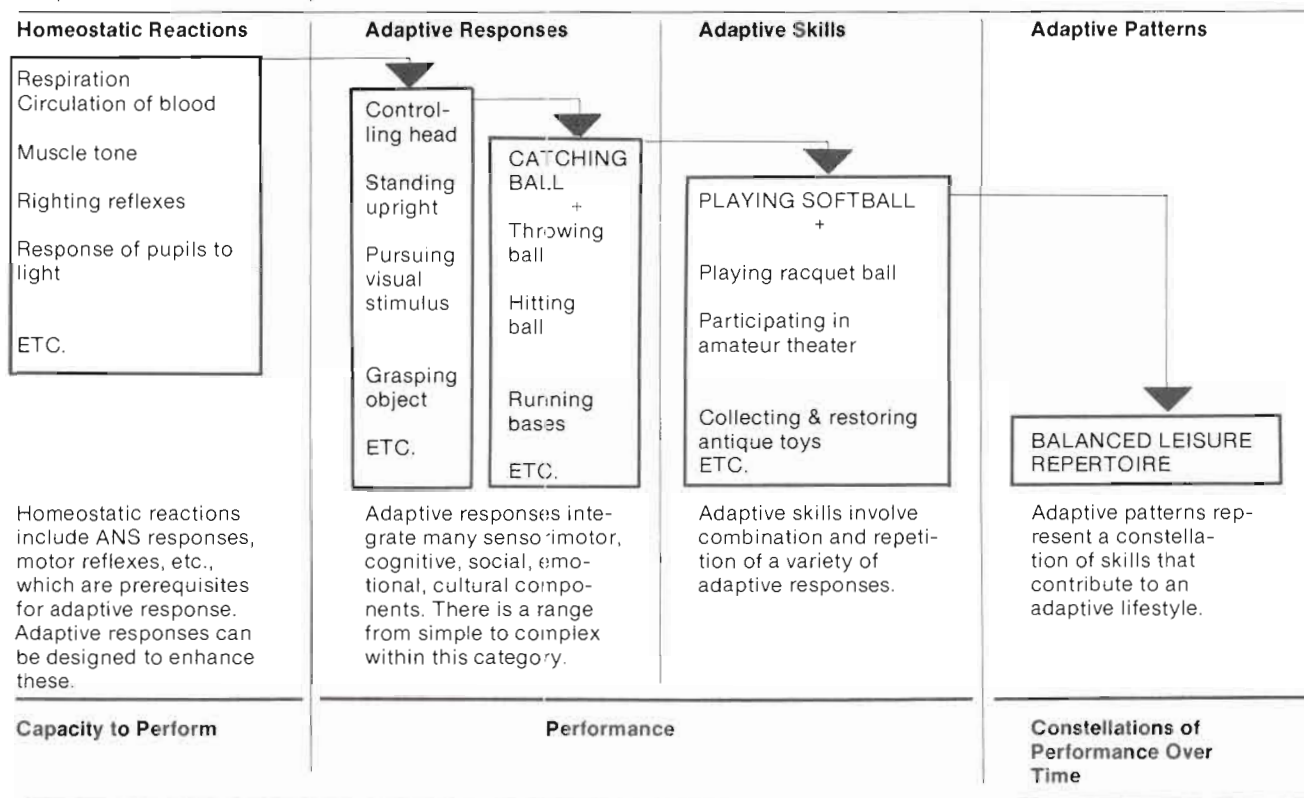 Homeostatic Reactions
Respiration
Circulation of blood
Muscle tone
Righting reflexes
Response of pupils to
light
ETC.
Homeostatic reactions
include ANS responses,
motor reflexes, etc.,
which are prerequisites
for adaptive response.
Adaptive responses can
be designed to enhance
these.
Capacity to Perform
Adaptive Responses
Control-
ling head
Standing
upright
Pursuing
visual
stimulus
Grasping
object
ETC.
CATCHING
BALL
+
Throwing
ball
Hitting
ball
Running
bases
ETC.
Adaptive responses inte-
grate many sensorimotor,
cognitive, social, emo-
tional, cultural compo-
nents. There is a range
from simple to complex
within this category.
Adaptive Skills
PLAYING SOFTBALL
+
Playing racquet ball
Participating in
amateur theater
Collecting & restoring
antique toys
ETC.
Adaptive skills involve
combination and repeti-
tion of a variety of
adaptive responses.
Performance
Adaptive Patterns
BALANCED LEISURE
REPERTOIRE
Adaptive patterns rep-
resent a constella-
tion of skills that
contribute to an
adaptive lifestyle.
Constellations of
Performance Over
Time